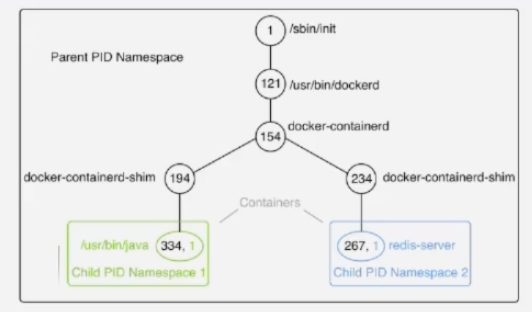 1 /sbin/init
Parent PID Namespace
121 /usr/bin/dockerd
docker-containerd
154
docker-containerd-shim 194
234 docker-containerd-shim
Containers
/usr/bin/java 334, 1
267, 1 redis-server
Child PID Namespace 1
Child PID Namespace 2